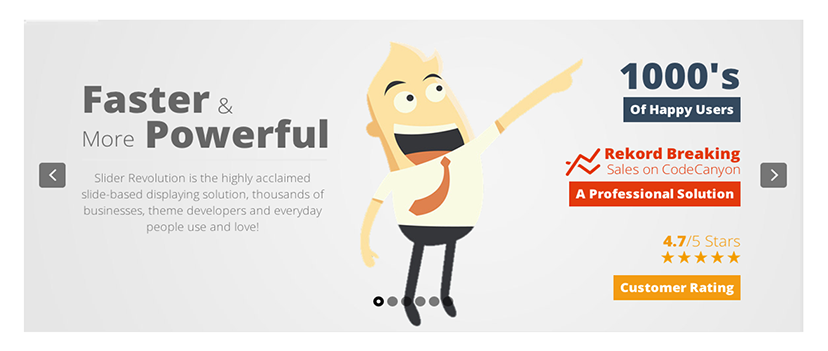 Faster &
More Powerful
Slider Revolution is the highly acclaimed
slide-based displaying solution, thousands of
businesses, theme developers and everyday
people use and love!
1000's
Of Happy Users
Rekord Breaking
Sales on CodeCanyon
A Professional Solution
4.7/5 Stars
Customer Rating